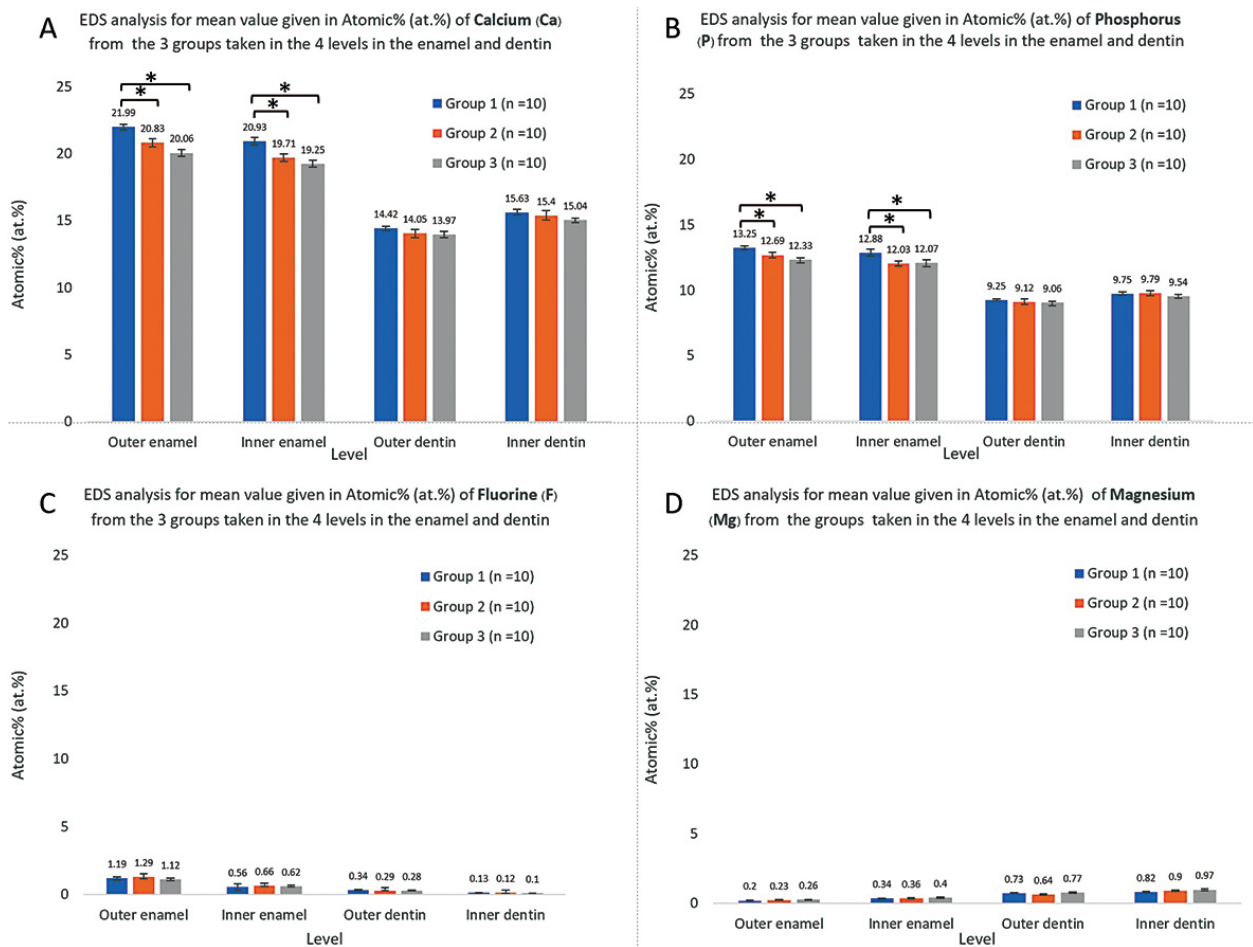 A
EDS analysis for mean value given in Atomic% (at.%) of Calcium (Ca)
from the 3 groups taken in the 4 levels in the enamel and dentin
25
20
15
10
5
0
Atomic% (at.%)
Group 1 (n =10)
Group 2 (n =10)
Group 3 (n =10)
* *
* *
21.99 20.83 20.06
20.93 19.71 19.25
14.42 14.05 13.97
15.63 15.4 15.04
Outer enamel Inner enamel Outer dentin Inner dentin
Level
B
EDS analysis for mean value given in Atomic% (at.%) of Phosphorus
(P) from the 3 groups taken in the 4 levels in the enamel and dentin
25
20
15
10
5
0
Atomic% (at.%)
Group 1 (n =10)
Group 2 (n =10)
Group 3 (n =10)
* *
* *
13.25 12.69 12.33
12.88 12.03 12.07
9.25 9.12 9.06
9.75 9.79 9.54
Outer enamel Inner enamel Outer dentin Inner dentin
Level
C
EDS analysis for mean value given in Atomic% (at.%) of Fluorine (F)
from the 3 groups taken in the 4 levels in the enamel and dentin
25
20
15
10
5
0
Atomic% (at.%)
Group 1 (n =10)
Group 2 (n =10)
Group 3 (n =10)
1.19 1.29 1.12
0.56 0.66 0.62
0.34 0.29 0.28
0.13 0.12 0.1
Outer enamel Inner enamel Outer dentin Inner dentin
Level
D
EDS analysis for mean value given in Atomic% (at.%) of Magnesium
(Mg) from the groups taken in the 4 levels in the enamel and dentin
25
20
15
10
5
0
Atomic% (at.%)
Group 1 (n =10)
Group 2 (n =10)
Group 3 (n =10)
0.2 0.23 0.26
0.34 0.36 0.4
0.73 0.64 0.77
0.82 0.9 0.97
Outer enamel Inner enamel Outer dentin Inner dentin
Level